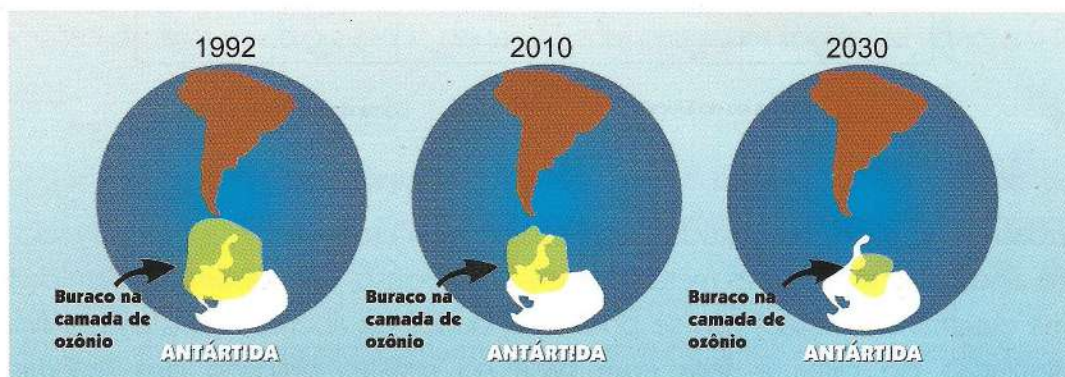 1992
2010
2030
Buraco na
camada de
ozônio
ANTÁRTIDA
Buraco na
camada de
ozônio
ANTÁRTIDA
Buraco na
camada de
ozônio
ANTÁRTIDA